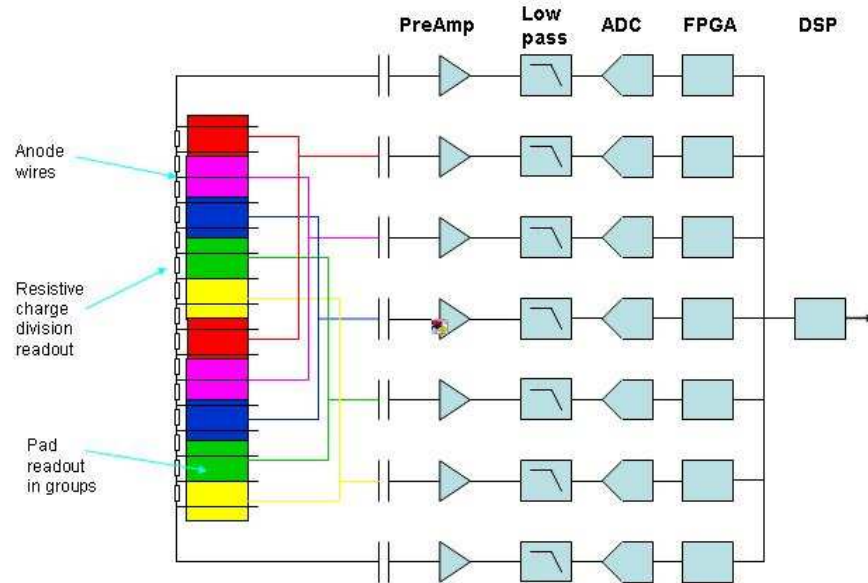 PreAmp
Low
pass
ADC
FPGA
DSP
Anode
wires
Resistive
charge
division
readout
Pad
readout
in groups